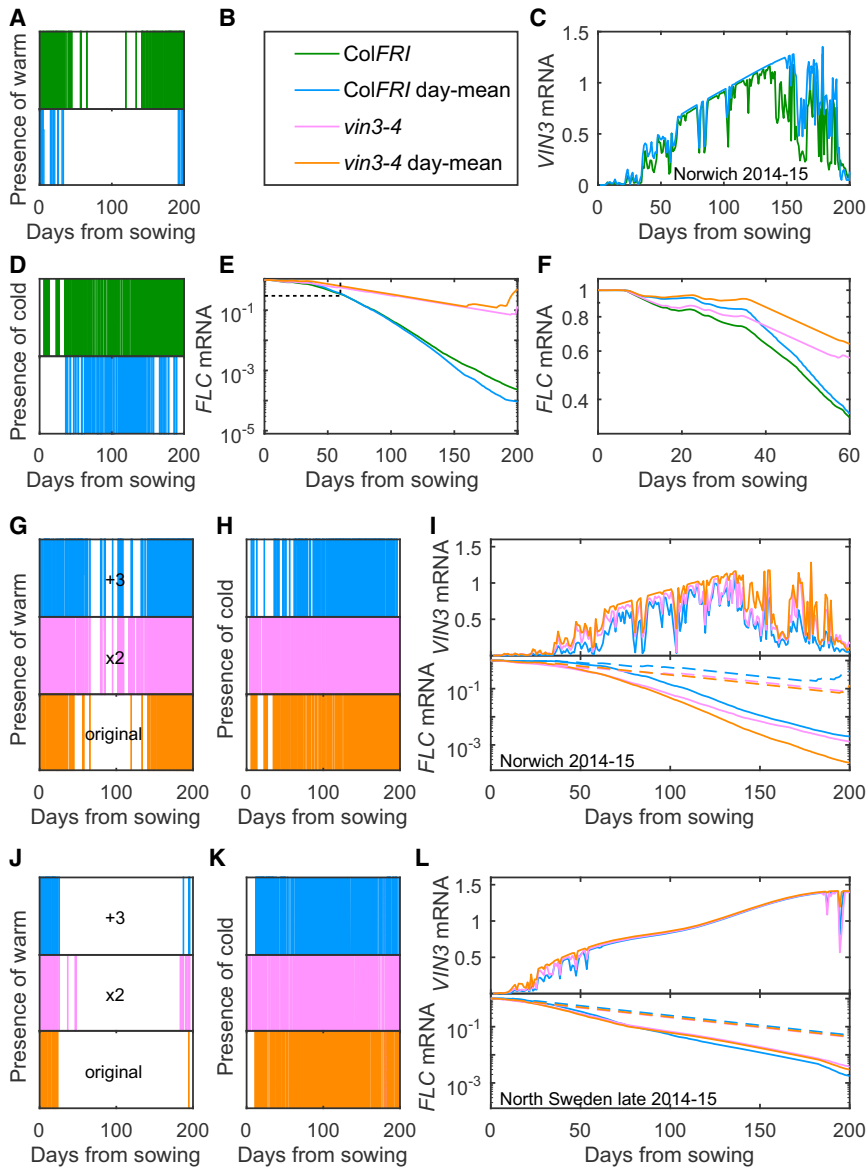 A
Presence of warm
0
100
200
Days from sowing
B
ColFRI
ColFRI day-mean
vin3-4
vin3-4 day-mean
C
VIN3 mRNA
1.5
1
0.5
0
Norwich 2014-15
0
50
100
150
200
Days from sowing
D
Presence of cold
0
100
200
Days from sowing
E
FLC mRNA
10-1
10-3
10-5
0
50
100
150
200
Days from sowing
F
FLC mRNA
1
0.8
0.6
0.4
0
20
40
60
Days from sowing
G
Presence of warm
+3
x2
original
0
100
200
Days from sowing
H
Presence of cold
0
100
200
Days from sowing
I
VIN3 mRNA
1.5
1
0.5
FLC mRNA
10-1
10-3
Norwich 2014-15
0
50
100
150
200
Days from sowing
J
Presence of warm
+3
x2
original
0
100
200
Days from sowing
K
Presence of cold
0
100
200
Days from sowing
L
VIN3 mRNA
1.5
1
0.5
FLC mRNA
10-1
10-3
North Sweden late 2014-15
0
50
100
150
200
Days from sowing